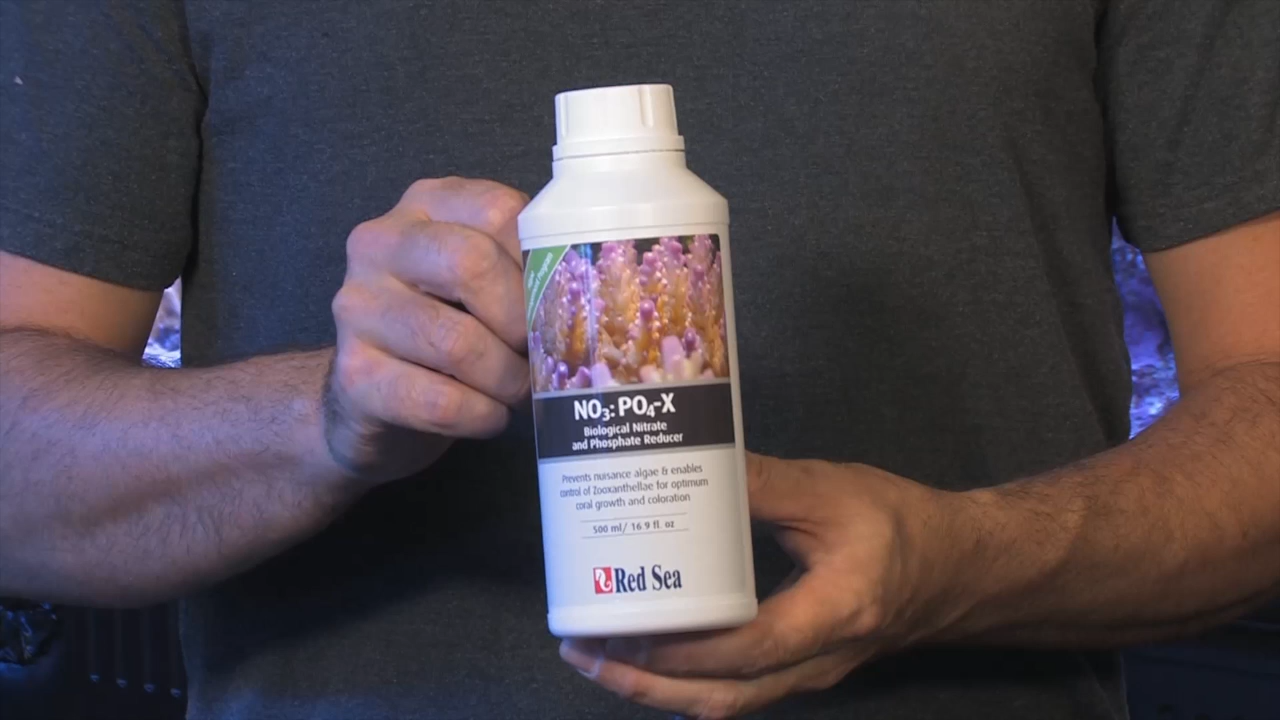 Program
NO₃:PO₄-X
Biological Nitrate
and Phosphate Reducer
Prevents nuisance algae & enables
control of Zooxanthellae for optimum
coral growth and coloration
500 ml/ 16 9 fl. oz
Red Sea